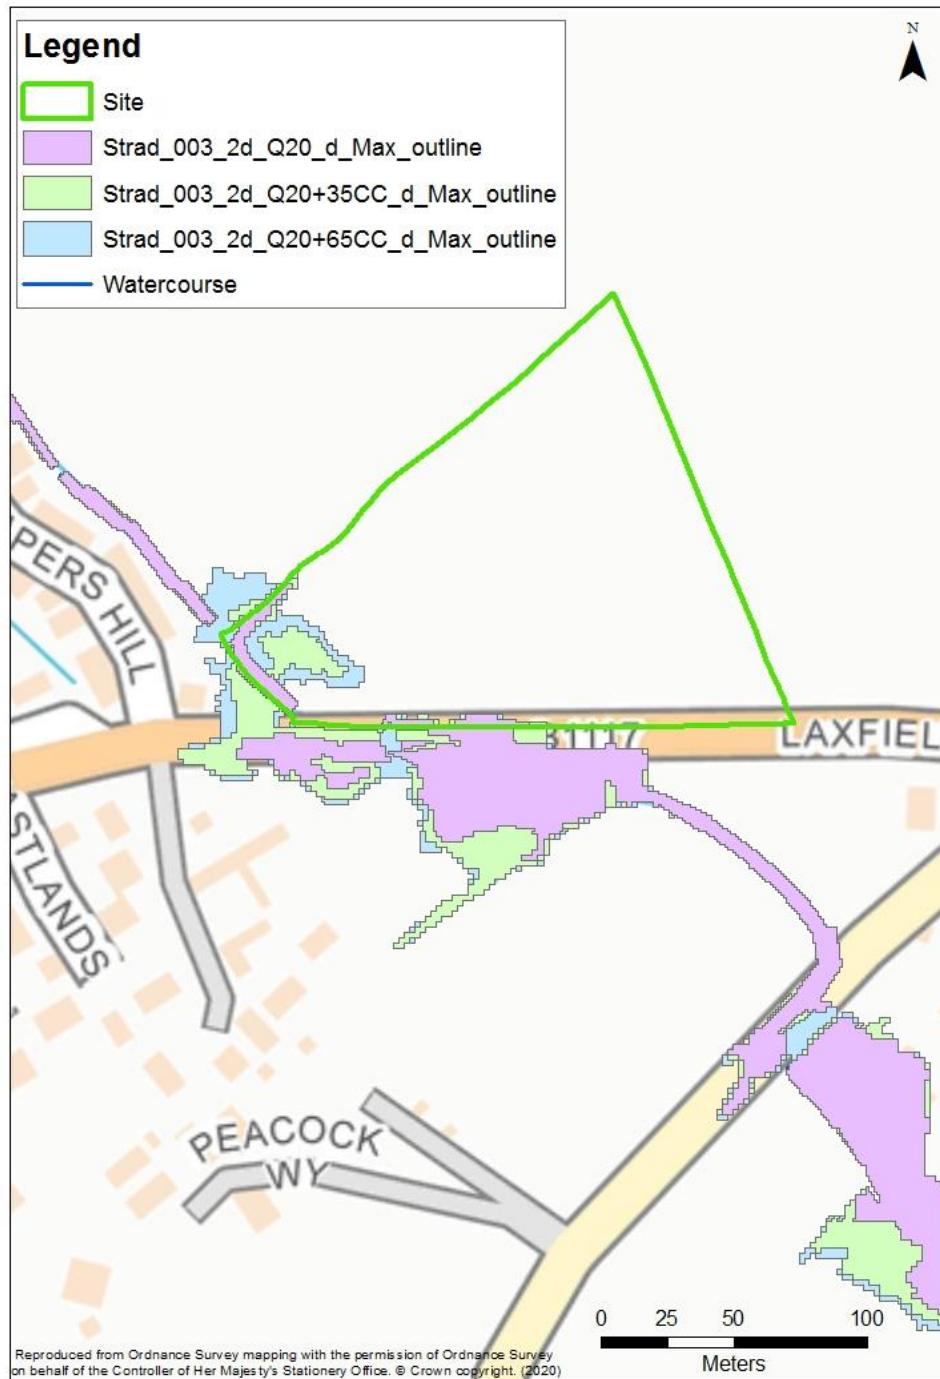 N
Legend
Site
Strad_003_2d_Q20_d_Max_outline
Strad_003_2d_Q20+35CC_d_Max_outline
Strad_003_2d_Q20+65CC_d_Max_outline
Watercourse
PERS HILL
B1117
LAXFIEL
ASTLANDS
PEACOCK
WY
0 25 50 100
Meters
Reproduced from Ordnance Survey mapping with the permission of Ordnance Survey
on behalf of the Controller of Her Majesty's Stationery Office. © Crown copyright. (2020)